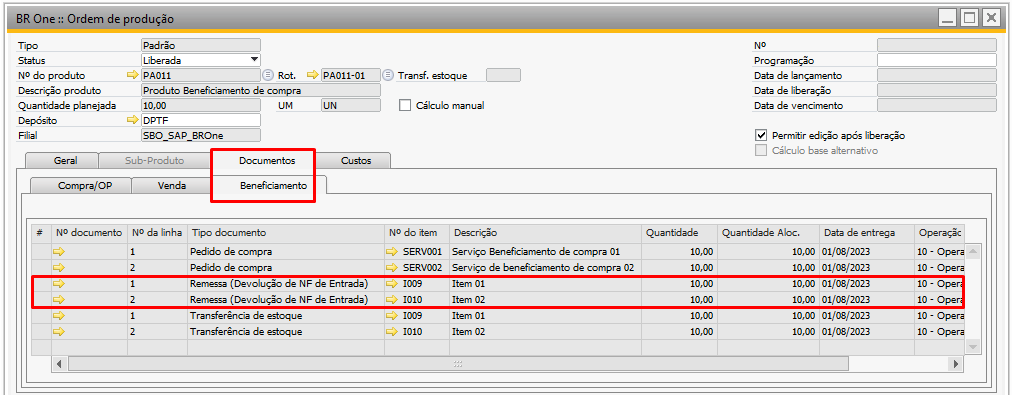 BR One :: Ordem de produção
Tipo Padrão Nº
Status Liberada Programação
Nº do produto PA011 Rot. PA011-01 Transf. estoque Data de lançamento
Descrição produto Produto Beneficiamento de compra Data de liberação
Quantidade planejada 10,00 UM UN Cálculo manual Data de vencimento
Depósito DPTF
Filial SBO_SAP_BROne Permitir edição após liberação
Cálculo base alternativo
Geral Sub-Produto Documentos Custos
Compra/OP Venda Beneficiamento
# Nº documento Nº da linha Tipo documento Nº do item Descrição Quantidade Quantidade Aloc. Data de entrega Operaçã
1 Pedido de compra SERV001 Serviço Beneficiamento de compra 01 10,00 10,00 01/08/2023 10 - Opera
2 Pedido de compra SERV002 Serviço de beneficiamento de compra 02 10,00 10,00 01/08/2023 10 - Opera
1 Remessa (Devolução de NF de Entrada) I009 Item 01 10,00 10,00 01/08/2023 10 - Opera
2 Remessa (Devolução de NF de Entrada) I010 Item 02 10,00 10,00 01/08/2023 10 - Opera
1 Transferência de estoque I009 Item 01 10,00 10,00 01/08/2023 10 - Opera
2 Transferência de estoque I010 Item 02 10,00 10,00 01/08/2023 10 - Opera